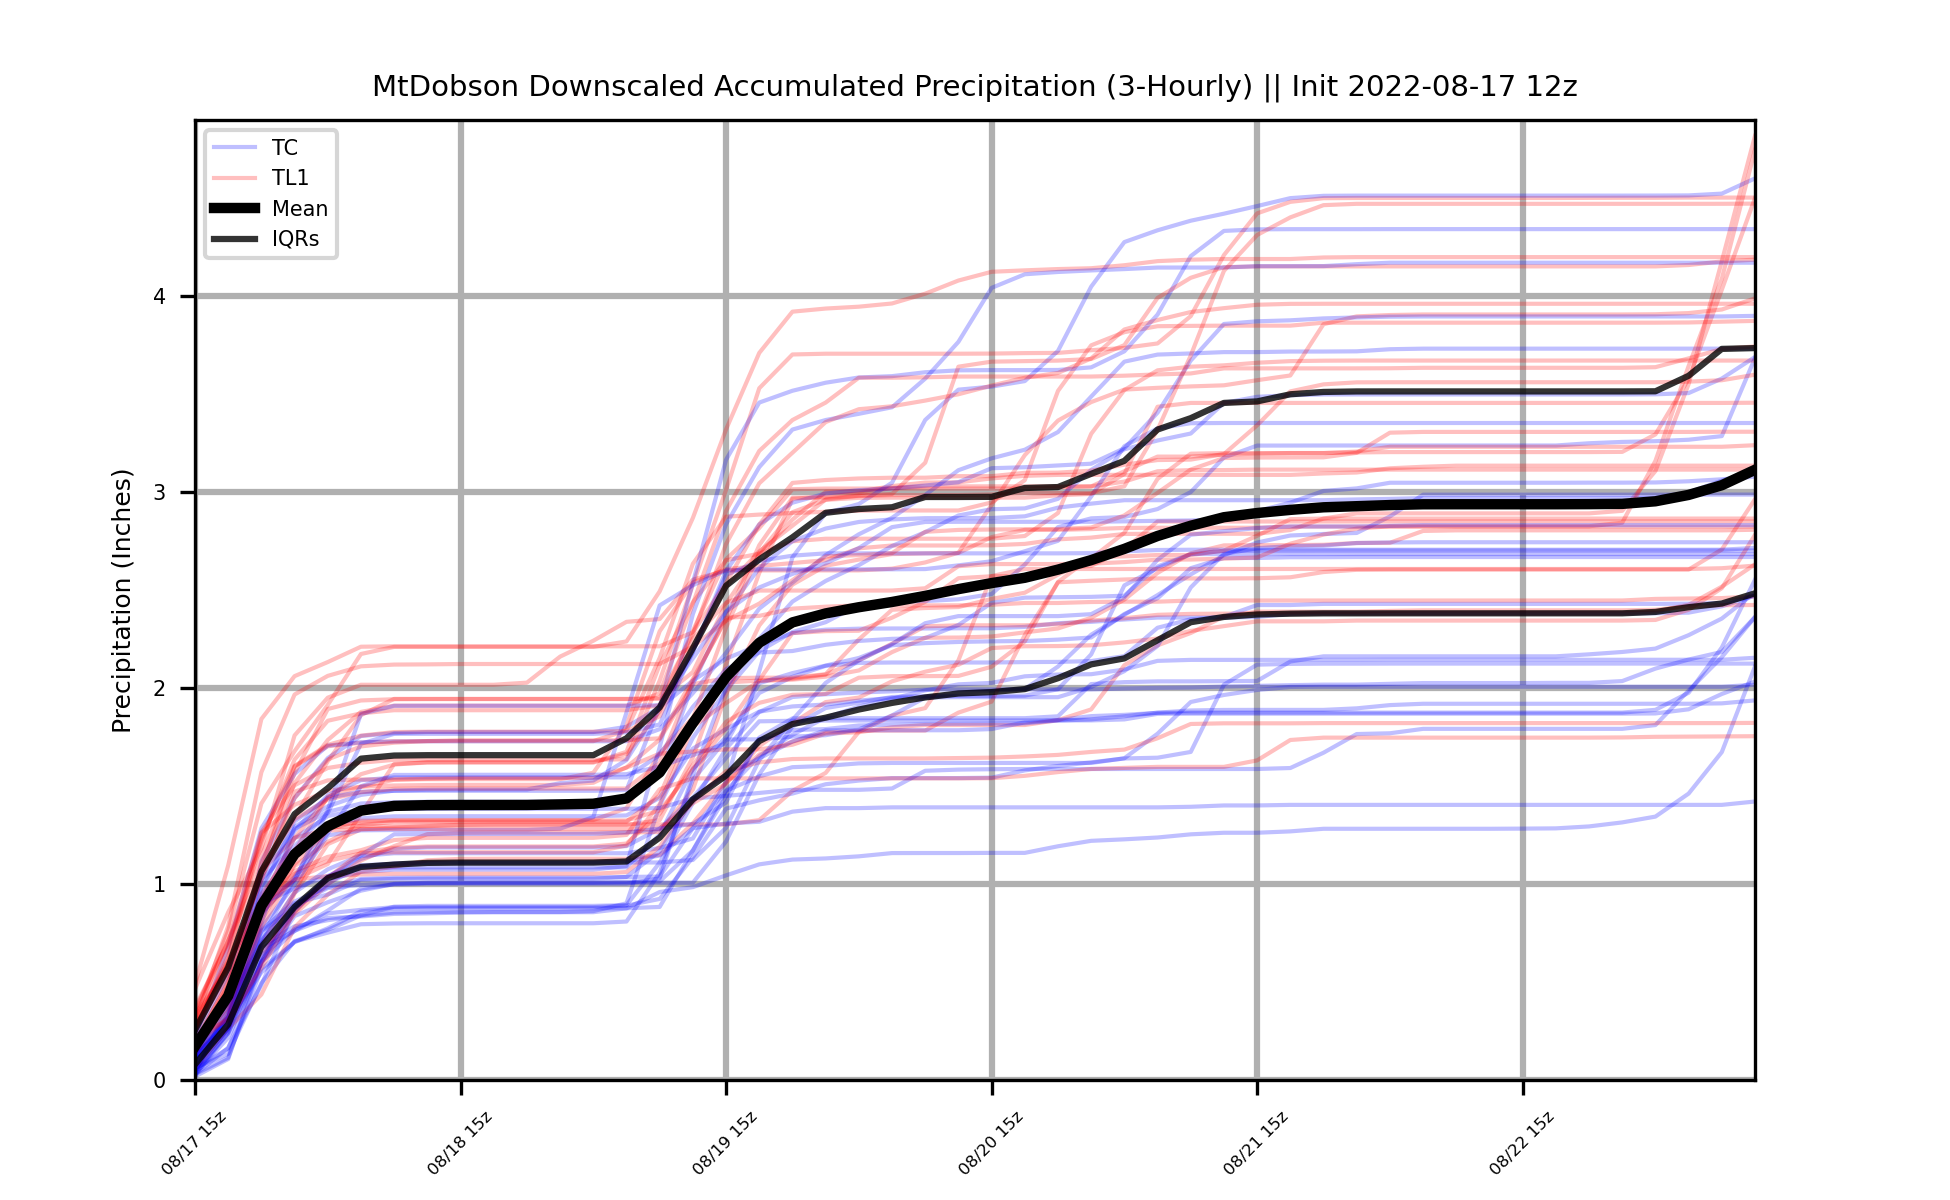 MtDobson Downscaled Accumulated Precipitation (3-Hourly) || Init 2022-08-17 12z
TC
TL1
Mean
IQRs
Precipitation (Inches)
4
3
2
1
0
08/17 15z
08/18 15z
08/19 15z
08/20 15z
08/21 15z
08/22 15z